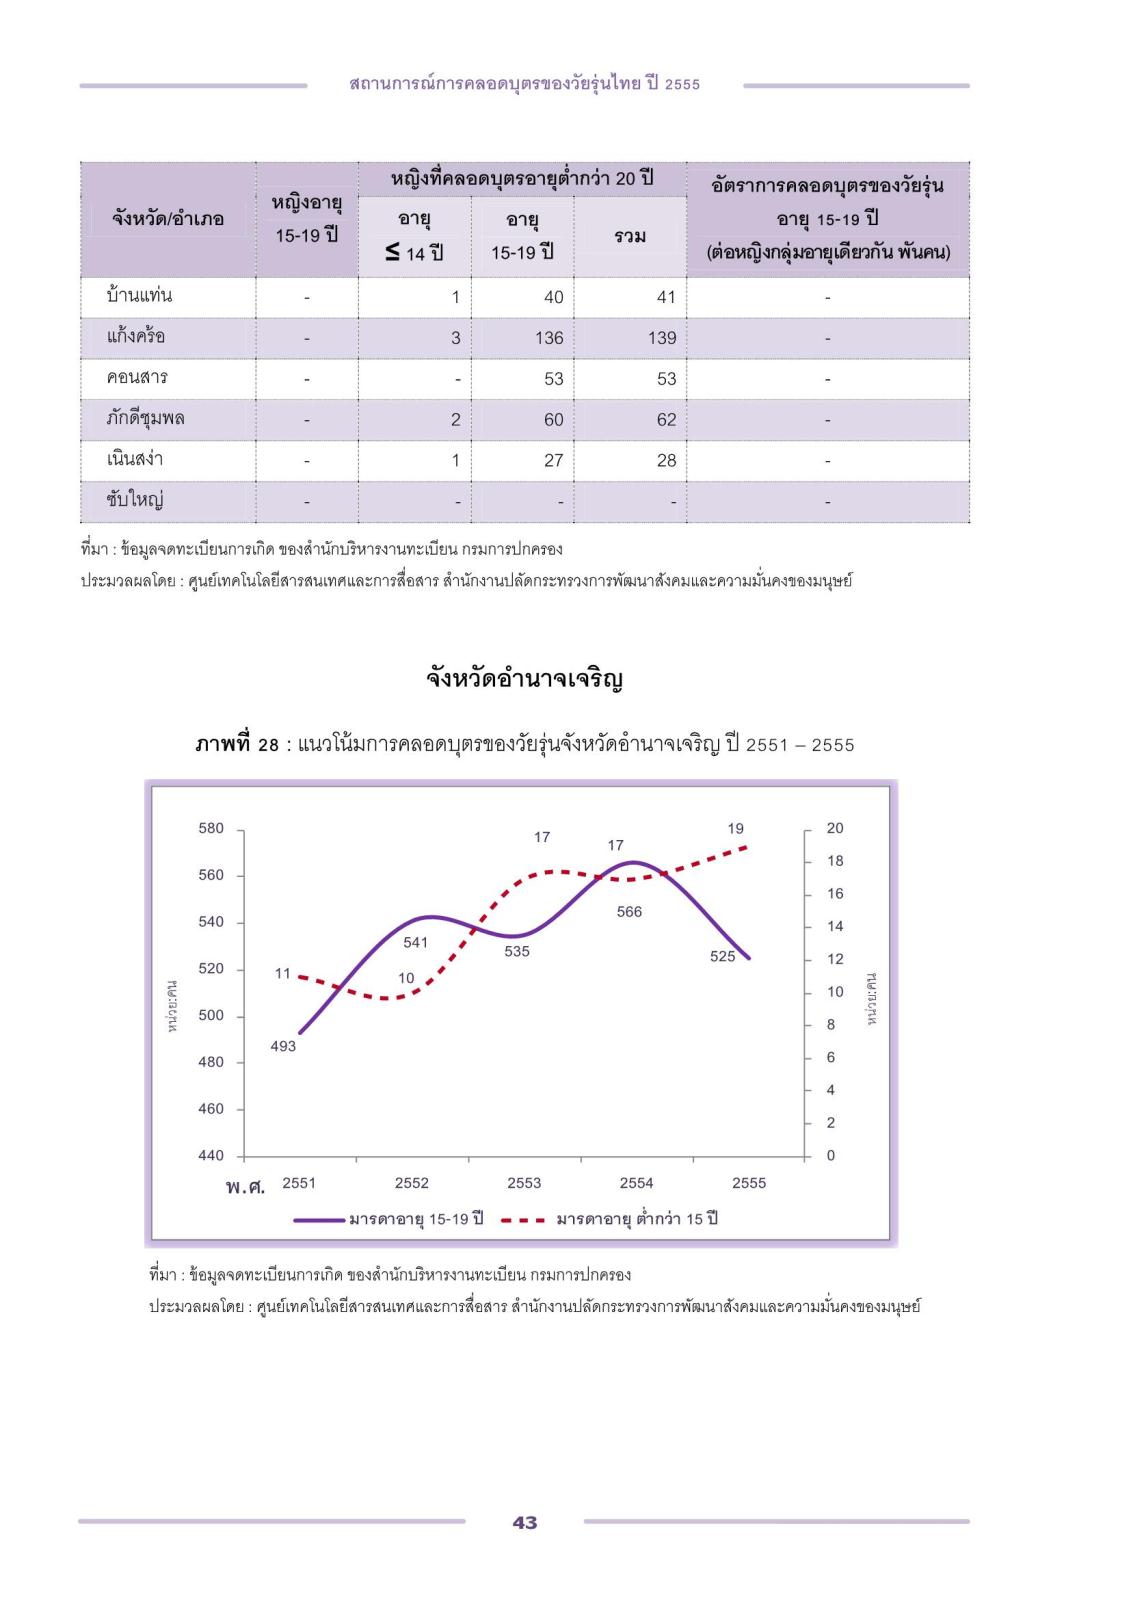 สถานการณ์การคลอดบุตรของวัยรุ่นไทย ปี 2555
จังหวัด/อำเภอ หญิงอายุ 15-19 ปี หญิงที่คลอดบุตรอายุต่ำกว่า 20 ปี อัตราการคลอดบุตรของวัยรุ่น อายุ 15-19 ปี (ต่อหญิงกลุ่มอายุเดียวกัน พันคน)
อายุ ≤ 14 ปี อายุ 15-19 ปี รวม
บ้านแท่น - 1 40 41 -
แก้งคร้อ - 3 136 139 -
คอนสาร - - 53 53 -
ภักดีชุมพล - 2 60 62 -
เนินสง่า - 1 27 28 -
ซับใหญ่ - - - - -
ที่มา : ข้อมูลจดทะเบียนการเกิด ของสำนักบริหารงานทะเบียน กรมการปกครอง
ประมวลผลโดย : ศูนย์เทคโนโลยีสารสนเทศและการสื่อสาร สำนักงานปลัดกระทรวงการพัฒนาสังคมและความมั่นคงของมนุษย์
จังหวัดอำนาจเจริญ
ภาพที่ 28 : แนวโน้มการคลอดบุตรของวัยรุ่นจังหวัดอำนาจเจริญ ปี 2551 – 2555
580
560
540
520
500
480
460
440
หน่วย:คน
11
10
17
17
19
493
541
535
566
525
20
18
16
14
12
10
8
6
4
2
0
หน่วย:คน
พ.ศ. 2551 2552 2553 2554 2555
มารดาอายุ 15-19 ปี มารดาอายุ ต่ำกว่า 15 ปี
ที่มา : ข้อมูลจดทะเบียนการเกิด ของสำนักบริหารงานทะเบียน กรมการปกครอง
ประมวลผลโดย : ศูนย์เทคโนโลยีสารสนเทศและการสื่อสาร สำนักงานปลัดกระทรวงการพัฒนาสังคมและความมั่นคงของมนุษย์
43